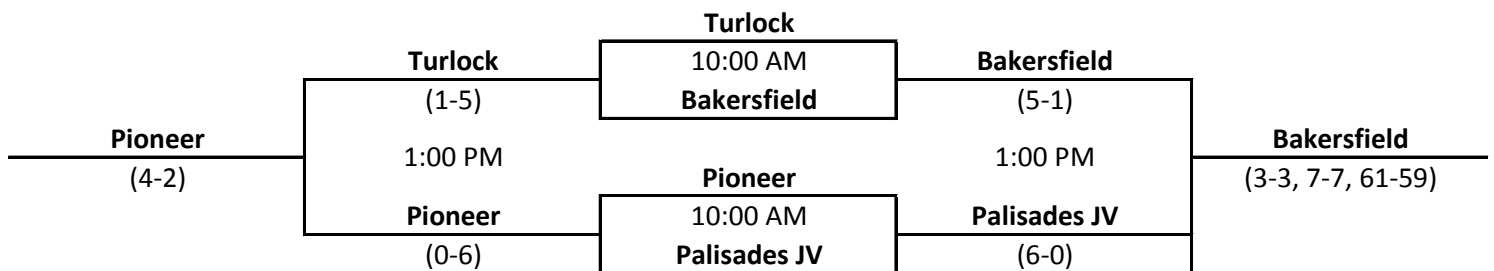 Turlock
Turlock 10:00 AM Bakersfield
(1-5) Bakersfield (5-1)
Pioneer Bakersfield
1:00 PM 1:00 PM
(4-2) Pioneer (3-3, 7-7, 61-59)
Pioneer 10:00 AM Palisades JV
(0-6) Palisades JV (6-0)